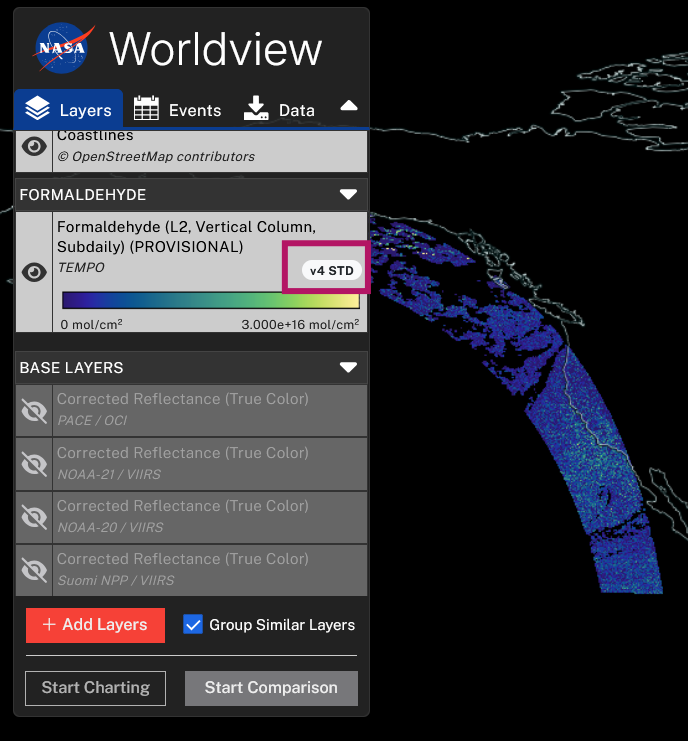 NASA
Worldview
Layers
Events
Data
Coastlines
© OpenStreetMap contributors
FORMALDEHYDE
Formaldehyde (L2, Vertical Column,
Subdaily) (PROVISIONAL)
TEMPO
v4 STD
0 mol/cm²
3.000e+16 mol/cm²
BASE LAYERS
Corrected Reflectance (True Color)
PACE / OCI
Corrected Reflectance (True Color)
NOAA-21 / VIIRS
Corrected Reflectance (True Color)
NOAA-20 / VIIRS
Corrected Reflectance (True Color)
Suomi NPP / VIIRS
+ Add Layers
Group Similar Layers
Start Charting
Start Comparison